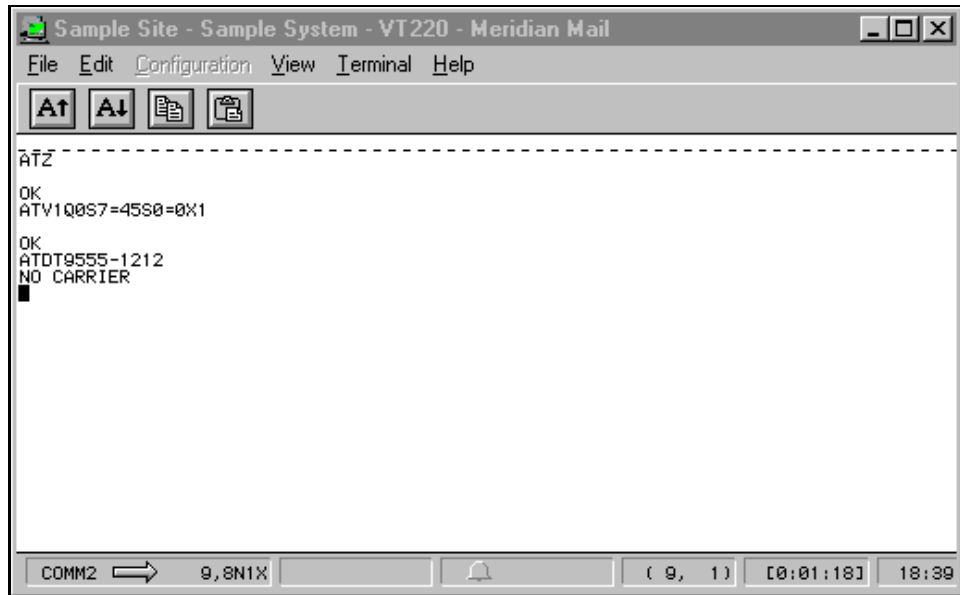 Sample Site - Sample System - VT220 - Meridian Mail
File Edit Configuration View Terminal Help
A↑ A↓
ATZ
OK
ATV1Q0S7=45S0=0X1
OK
ATDT9555-1212
NO CARRIER
COMM2 9,8N1X ( 9, 1) [0:01:18] 18:39